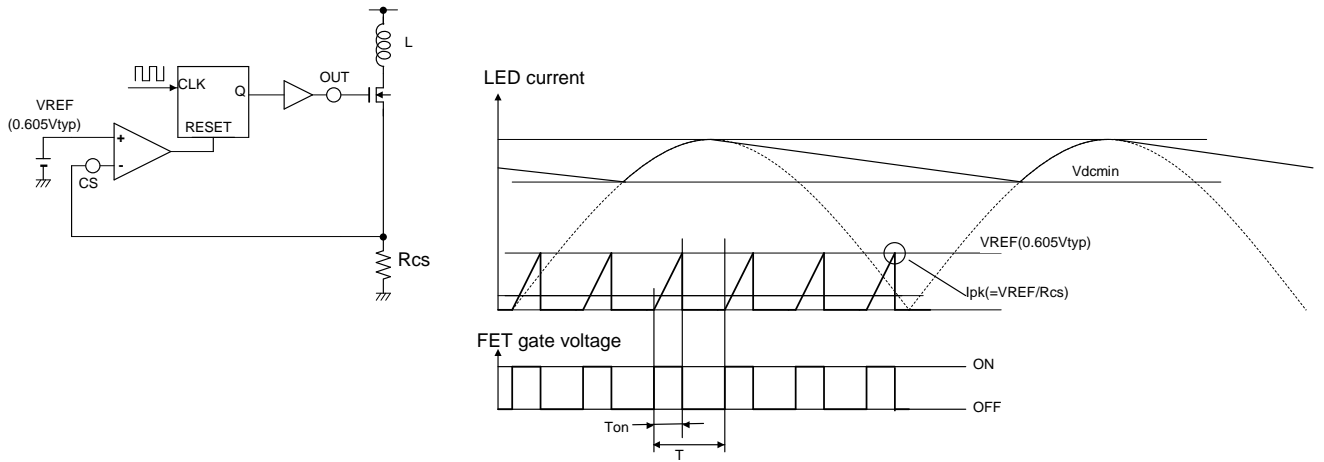 L
OUT
CLK
Q
VREF
(0.605Vtyp)
RESET
+
-
CS
Rcs
LED current
Vdcmin
VREF(0.605Vtyp)
Ipk(=VREF/Rcs)
FET gate voltage
ON
OFF
Ton
T